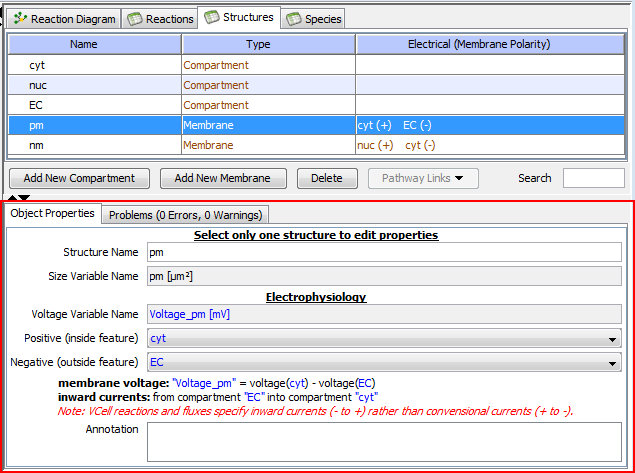 Reaction Diagram Reactions Structures Species
Name Type Electrical (Membrane Polarity)
cyt Compartment
nuc Compartment
EC Compartment
pm Membrane cyt (+) EC (-)
nm Membrane nuc (+) cyt (-)
Add New Compartment Add New Membrane Delete Pathway Links Search
Object Properties Problems (0 Errors, 0 Warnings)
Select only one structure to edit properties
Structure Name pm
Size Variable Name pm [µm²]
Electrophysiology
Voltage Variable Name Voltage_pm [mV]
Positive (inside feature) cyt
Negative (outside feature) EC
membrane voltage: "Voltage_pm" = voltage(cyt) - voltage(EC)
inward currents: from compartment "EC" into compartment "cyt"
Note: VCell reactions and fluxes specify inward currents (- to +) rather than convensional currents (+ to -).
Annotation